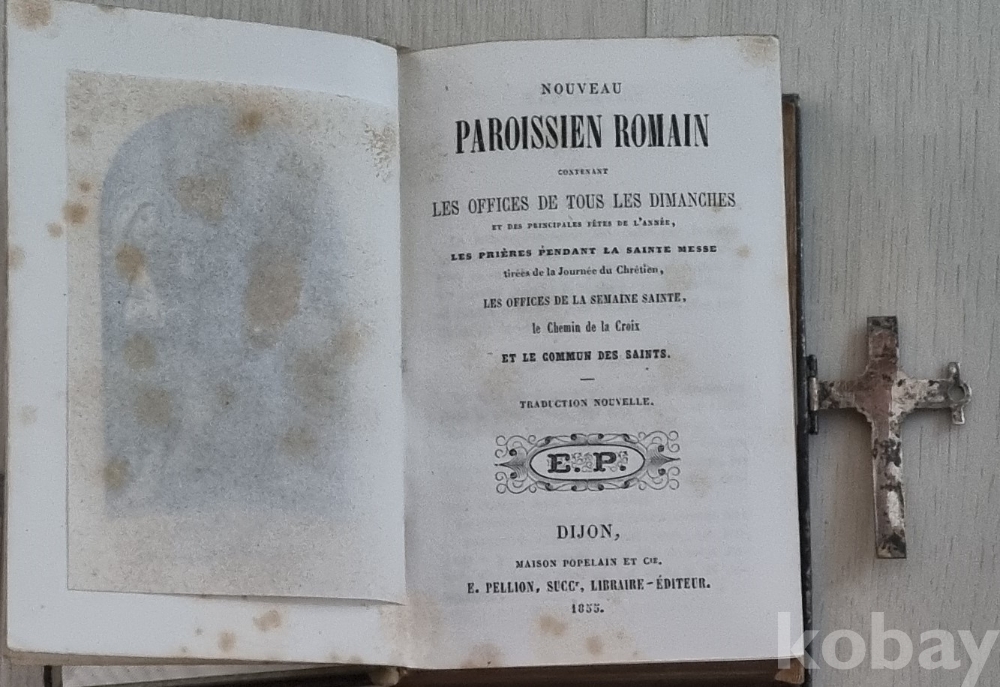 NOUVEAU
PAROISSIEN ROMAIN
CONTENANT
LES OFFICES DE TOUS LES DIMANCHES
ET DES PRINCIPALES FÊTES DE L'ANNÉE,
LES PRIÈRES PENDANT LA SAINTE MESSE
tirées de la Journée du Chrétien,
LES OFFICES DE LA SEMAINE SAINTE,
le Chemin de la Croix
ET LE COMMUN DES SAINTS.
TRADUCTION NOUVELLE.
E. P.
DIJON,
MAISON POPELAIN ET Cie.
E. PELLION, SUCCr, LIBRAIRE-ÉDITEUR.
1855.
kobay